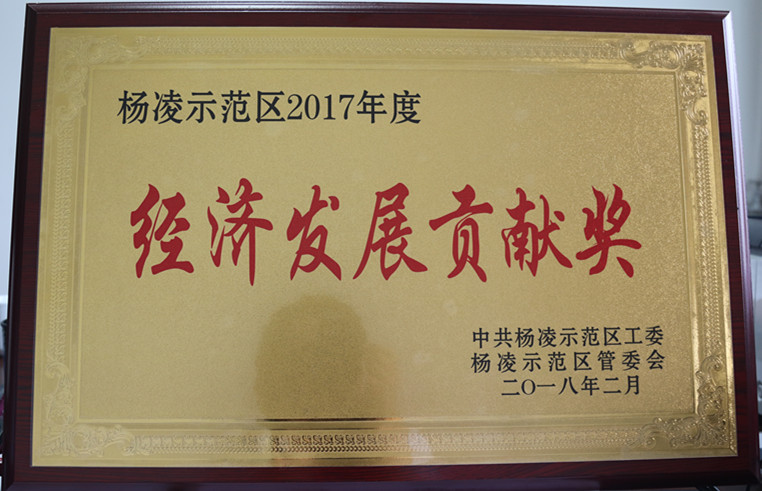 杨凌示范区2017年度
经济发展贡献奖
中共杨凌示范区工委
杨凌示范区管委会
二〇一八年二月